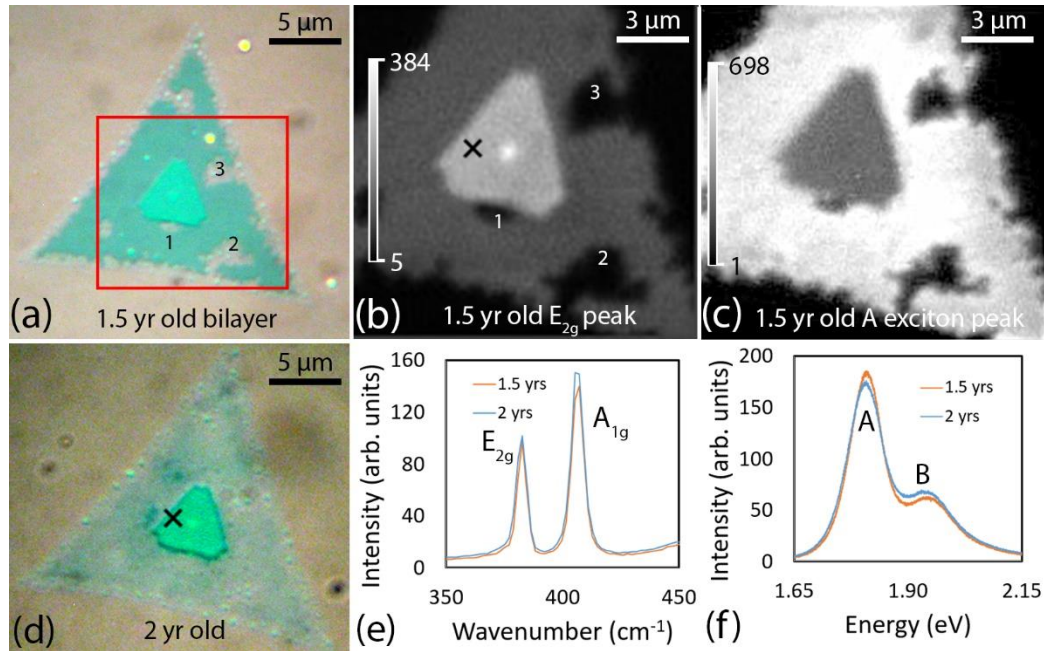 5 µm
3
1
2
(a)
1.5 yr old bilayer
3 µm
384
3
1
5
2
(b)
1.5 yr old E2g peak
3 µm
698
1
(c)
1.5 yr old A exciton peak
5 µm
(d)
2 yr old
160
120
80
40
0
Intensity (arb. units)
1.5 yrs
2 yrs
E2g
A1g
350
400
450
(e)
Wavenumber (cm-1)
200
150
100
50
0
Intensity (arb. units)
1.5 yrs
2 yrs
A
B
1.65
1.90
2.15
(f)
Energy (eV)